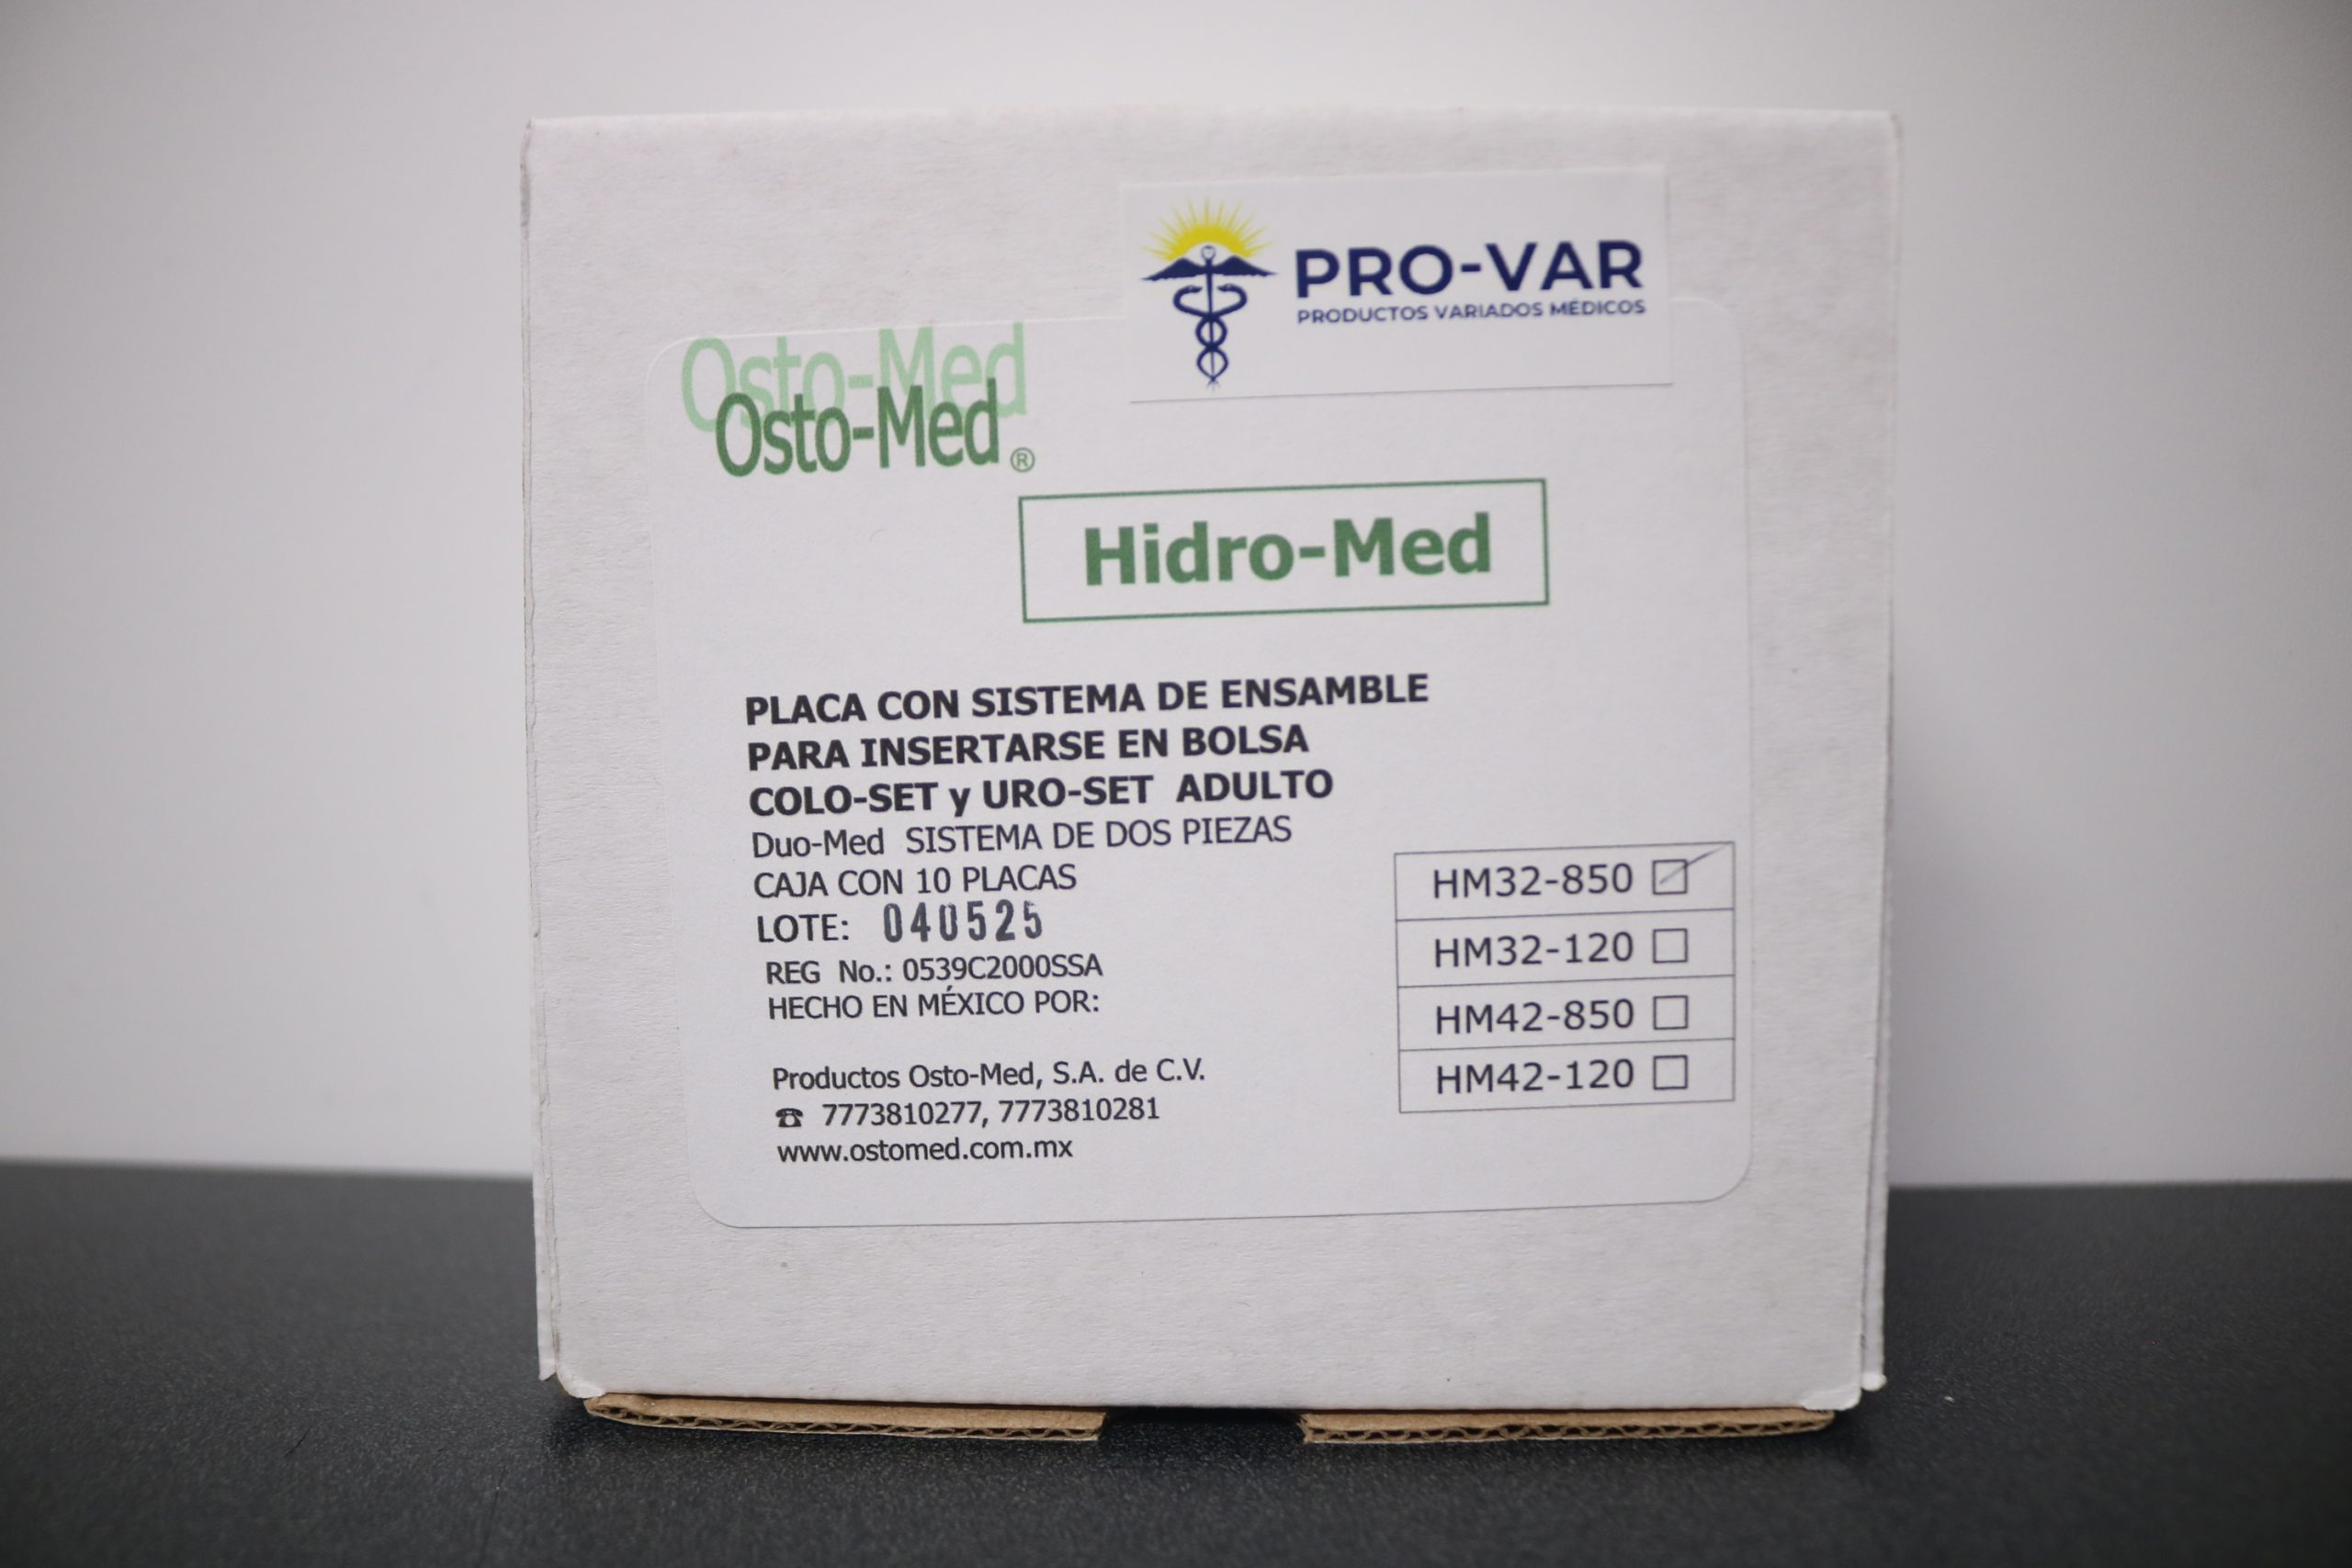 PRO-VAR
PRODUCTOS VARIADOS MÉDICOS
Osto-Med
Osto-Med®
Hidro-Med
PLACA CON SISTEMA DE ENSAMBLE
PARA INSERTARSE EN BOLSA
COLO-SET y URO-SET ADULTO
Duo-Med SISTEMA DE DOS PIEZAS
CAJA CON 10 PLACAS
LOTE: 040525
REG No.: 0539C2000SSA
HECHO EN MÉXICO POR:
Productos Osto-Med, S.A. de C.V.
☎ 7773810277, 7773810281
www.ostomed.com.mx
HM32-850 ☑
HM32-120 ☐
HM42-850 ☐
HM42-120 ☐